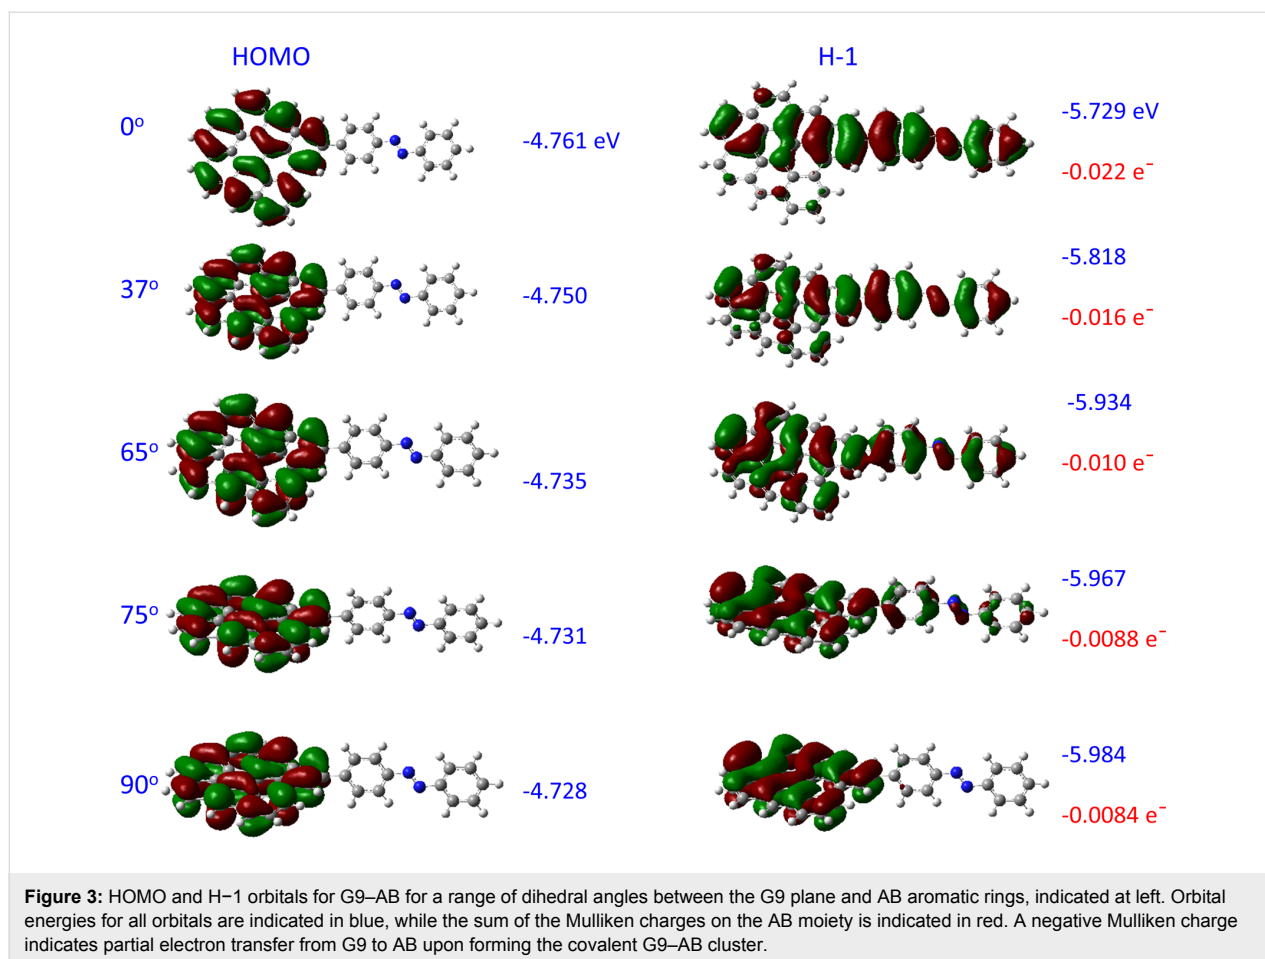 HOMO H-1
0° -4.761 eV -5.729 eV
-0.022 e⁻
37° -4.750 -5.818
-0.016 e⁻
65° -4.735 -5.934
-0.010 e⁻
75° -4.731 -5.967
-0.0088 e⁻
90° -4.728 -5.984
-0.0084 e⁻
Figure 3: HOMO and H−1 orbitals for G9–AB for a range of dihedral angles between the G9 plane and AB aromatic rings, indicated at left. Orbital
energies for all orbitals are indicated in blue, while the sum of the Mulliken charges on the AB moiety is indicated in red. A negative Mulliken charge
indicates partial electron transfer from G9 to AB upon forming the covalent G9–AB cluster.